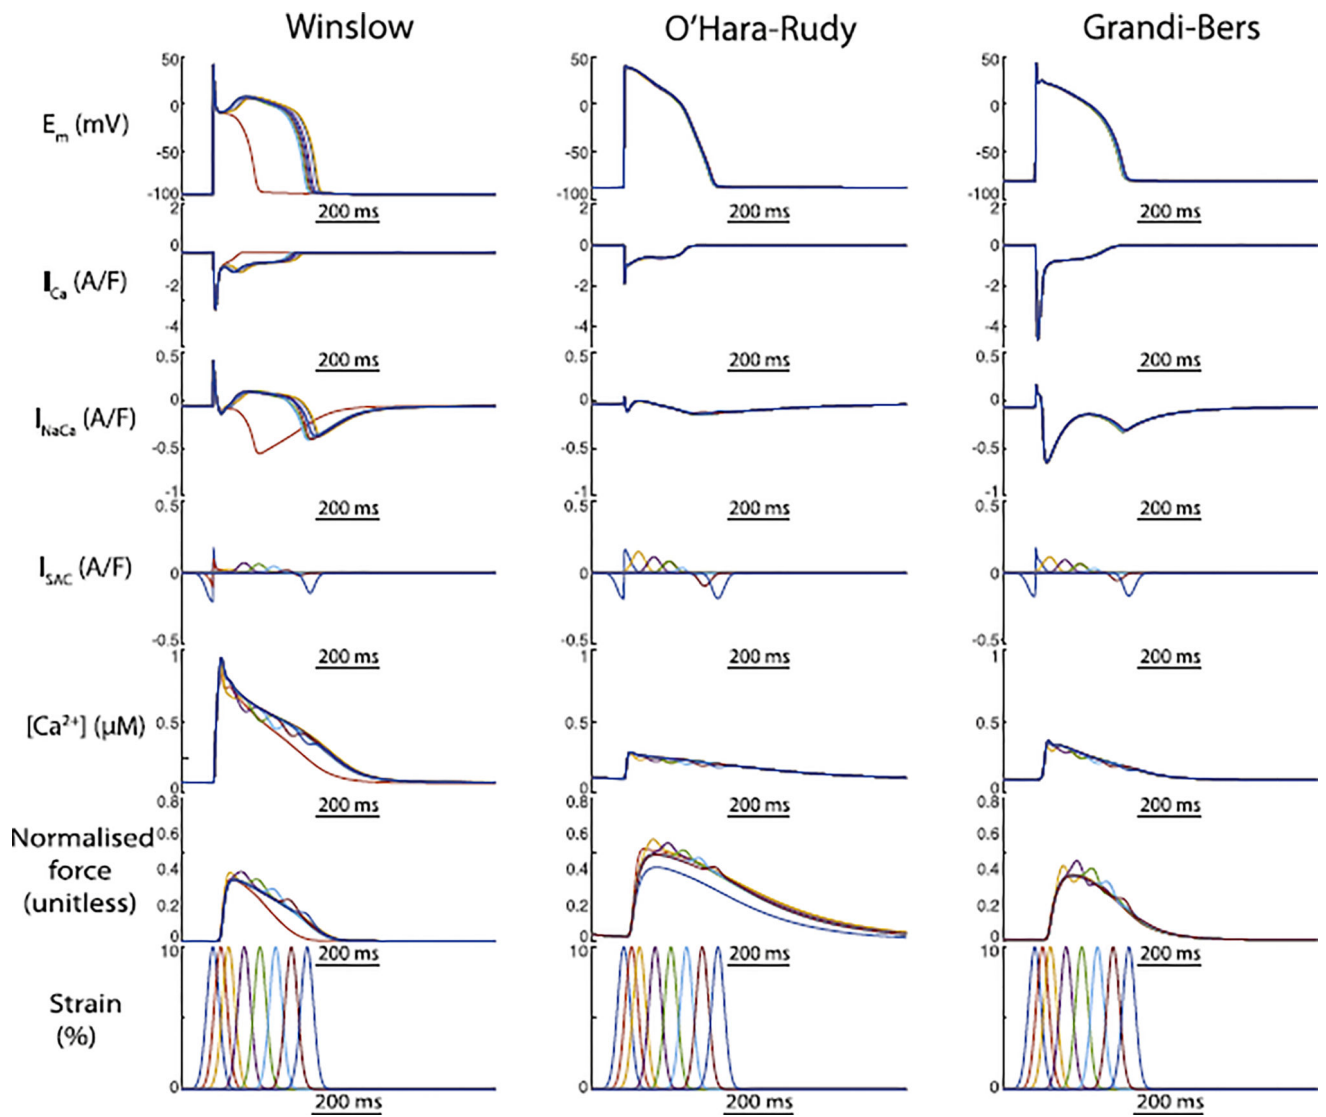 Winslow O'Hara-Rudy Grandi-Bers
50 50 50
0 0 0
Em (mV)
-50 -50 -50
-100 -100 -100
200 ms 200 ms 200 ms
2 2 2
0 0 0
ICa (A/F)
-2 -2 -2
-4 -4 -4
200 ms 200 ms 200 ms
0.5 0.5 0.5
0 0 0
INaCa (A/F)
-0.5 -0.5 -0.5
-1 -1 -1
200 ms 200 ms 200 ms
0.5 0.5 0.5
ISAC (A/F)
0 0 0
-0.5 -0.5 -0.5
200 ms 200 ms 200 ms
1 1 1
[Ca2+] (µM)
0.5 0.5 0.5
0 0 0
200 ms 200 ms 200 ms
0.8 0.8 0.8
Normalised
0.6 0.6 0.6
force
0.4 0.4 0.4
(unitless)
0.2 0.2 0.2
0 0 0
200 ms 200 ms 200 ms
10 10 10
Strain
(%)
0 0 0
200 ms 200 ms 200 ms